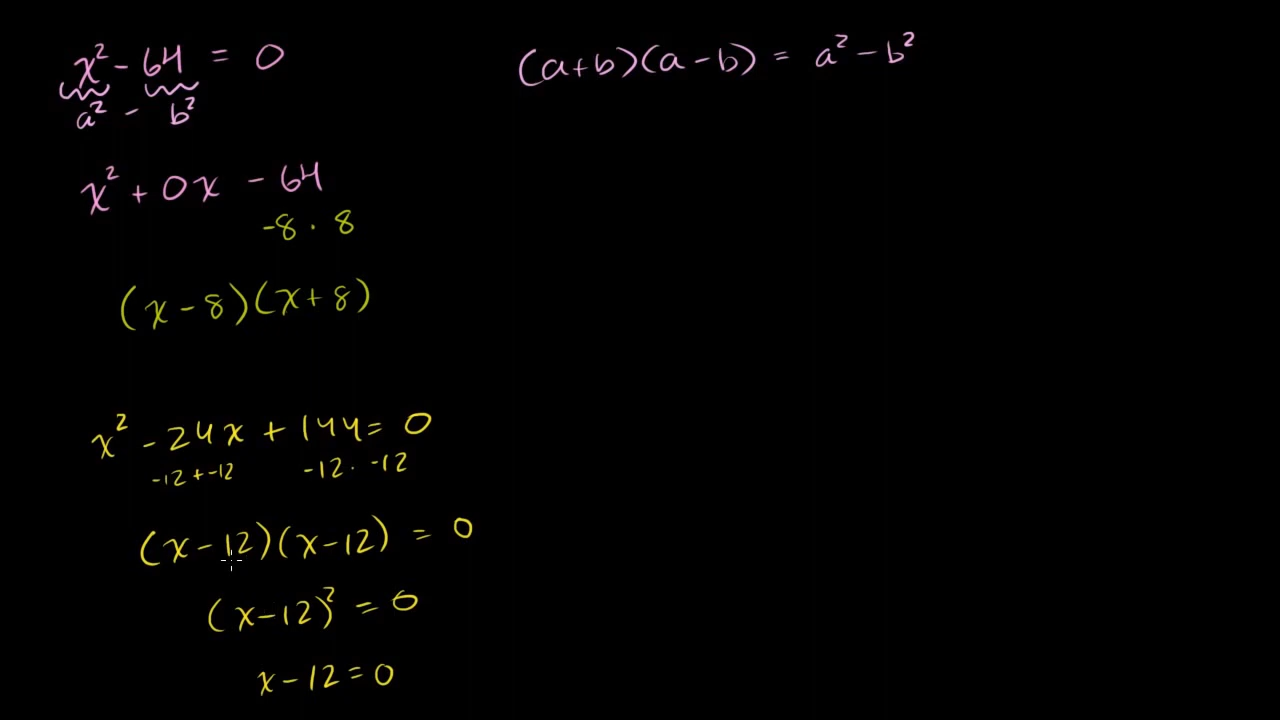 x² - 64 = 0
(a+b)(a-b) = a² - b²
a² - b²
x² + 0x - 64
-8 · 8
(x-8)(x+8)
x² - 24x + 144 = 0
-12 + -12 -12 · -12
(x-12)(x-12) = 0
(x-12)² = 0
x-12=0